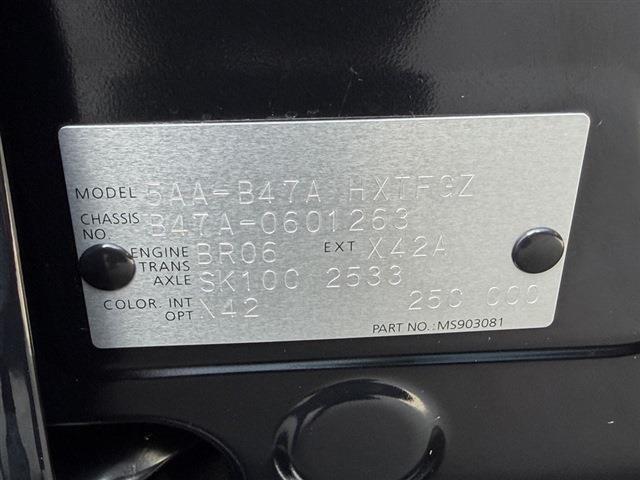 MODEL 5AA-B47A HXTFGZ
CHASSIS NO. B47A-0601263
ENGINE BR06 EXT X42A
TRANS AXLE SK10C 2533
COLOR. INT OPT X42 25C 000
PART NO.:MS903081